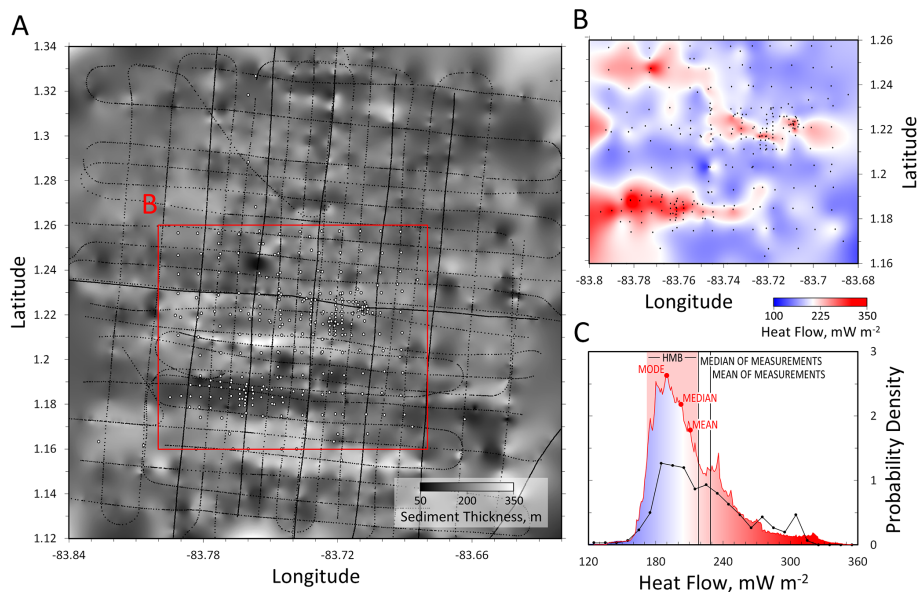 A
1.34
1.32
1.3
1.28
1.26
1.24
1.22
1.2
1.18
1.16
1.14
1.12
Latitude
B
50 200 350
Sediment Thickness, m
-83.84 -83.78 -83.72 -83.66
Longitude
B
1.26
1.24
1.22
1.18
1.16
Latitude
-83.8 -83.78 -83.76 -83.74 -83.72 -83.7 -83.68
Longitude
100 225 350
Heat Flow, mW m-2
C
HMB
MEDIAN OF MEASUREMENTS
MODE
MEAN OF MEASUREMENTS
MEDIAN
MEAN
3
2
1
0
Probability Density
120 180 240 300 360
Heat Flow, mW m-2